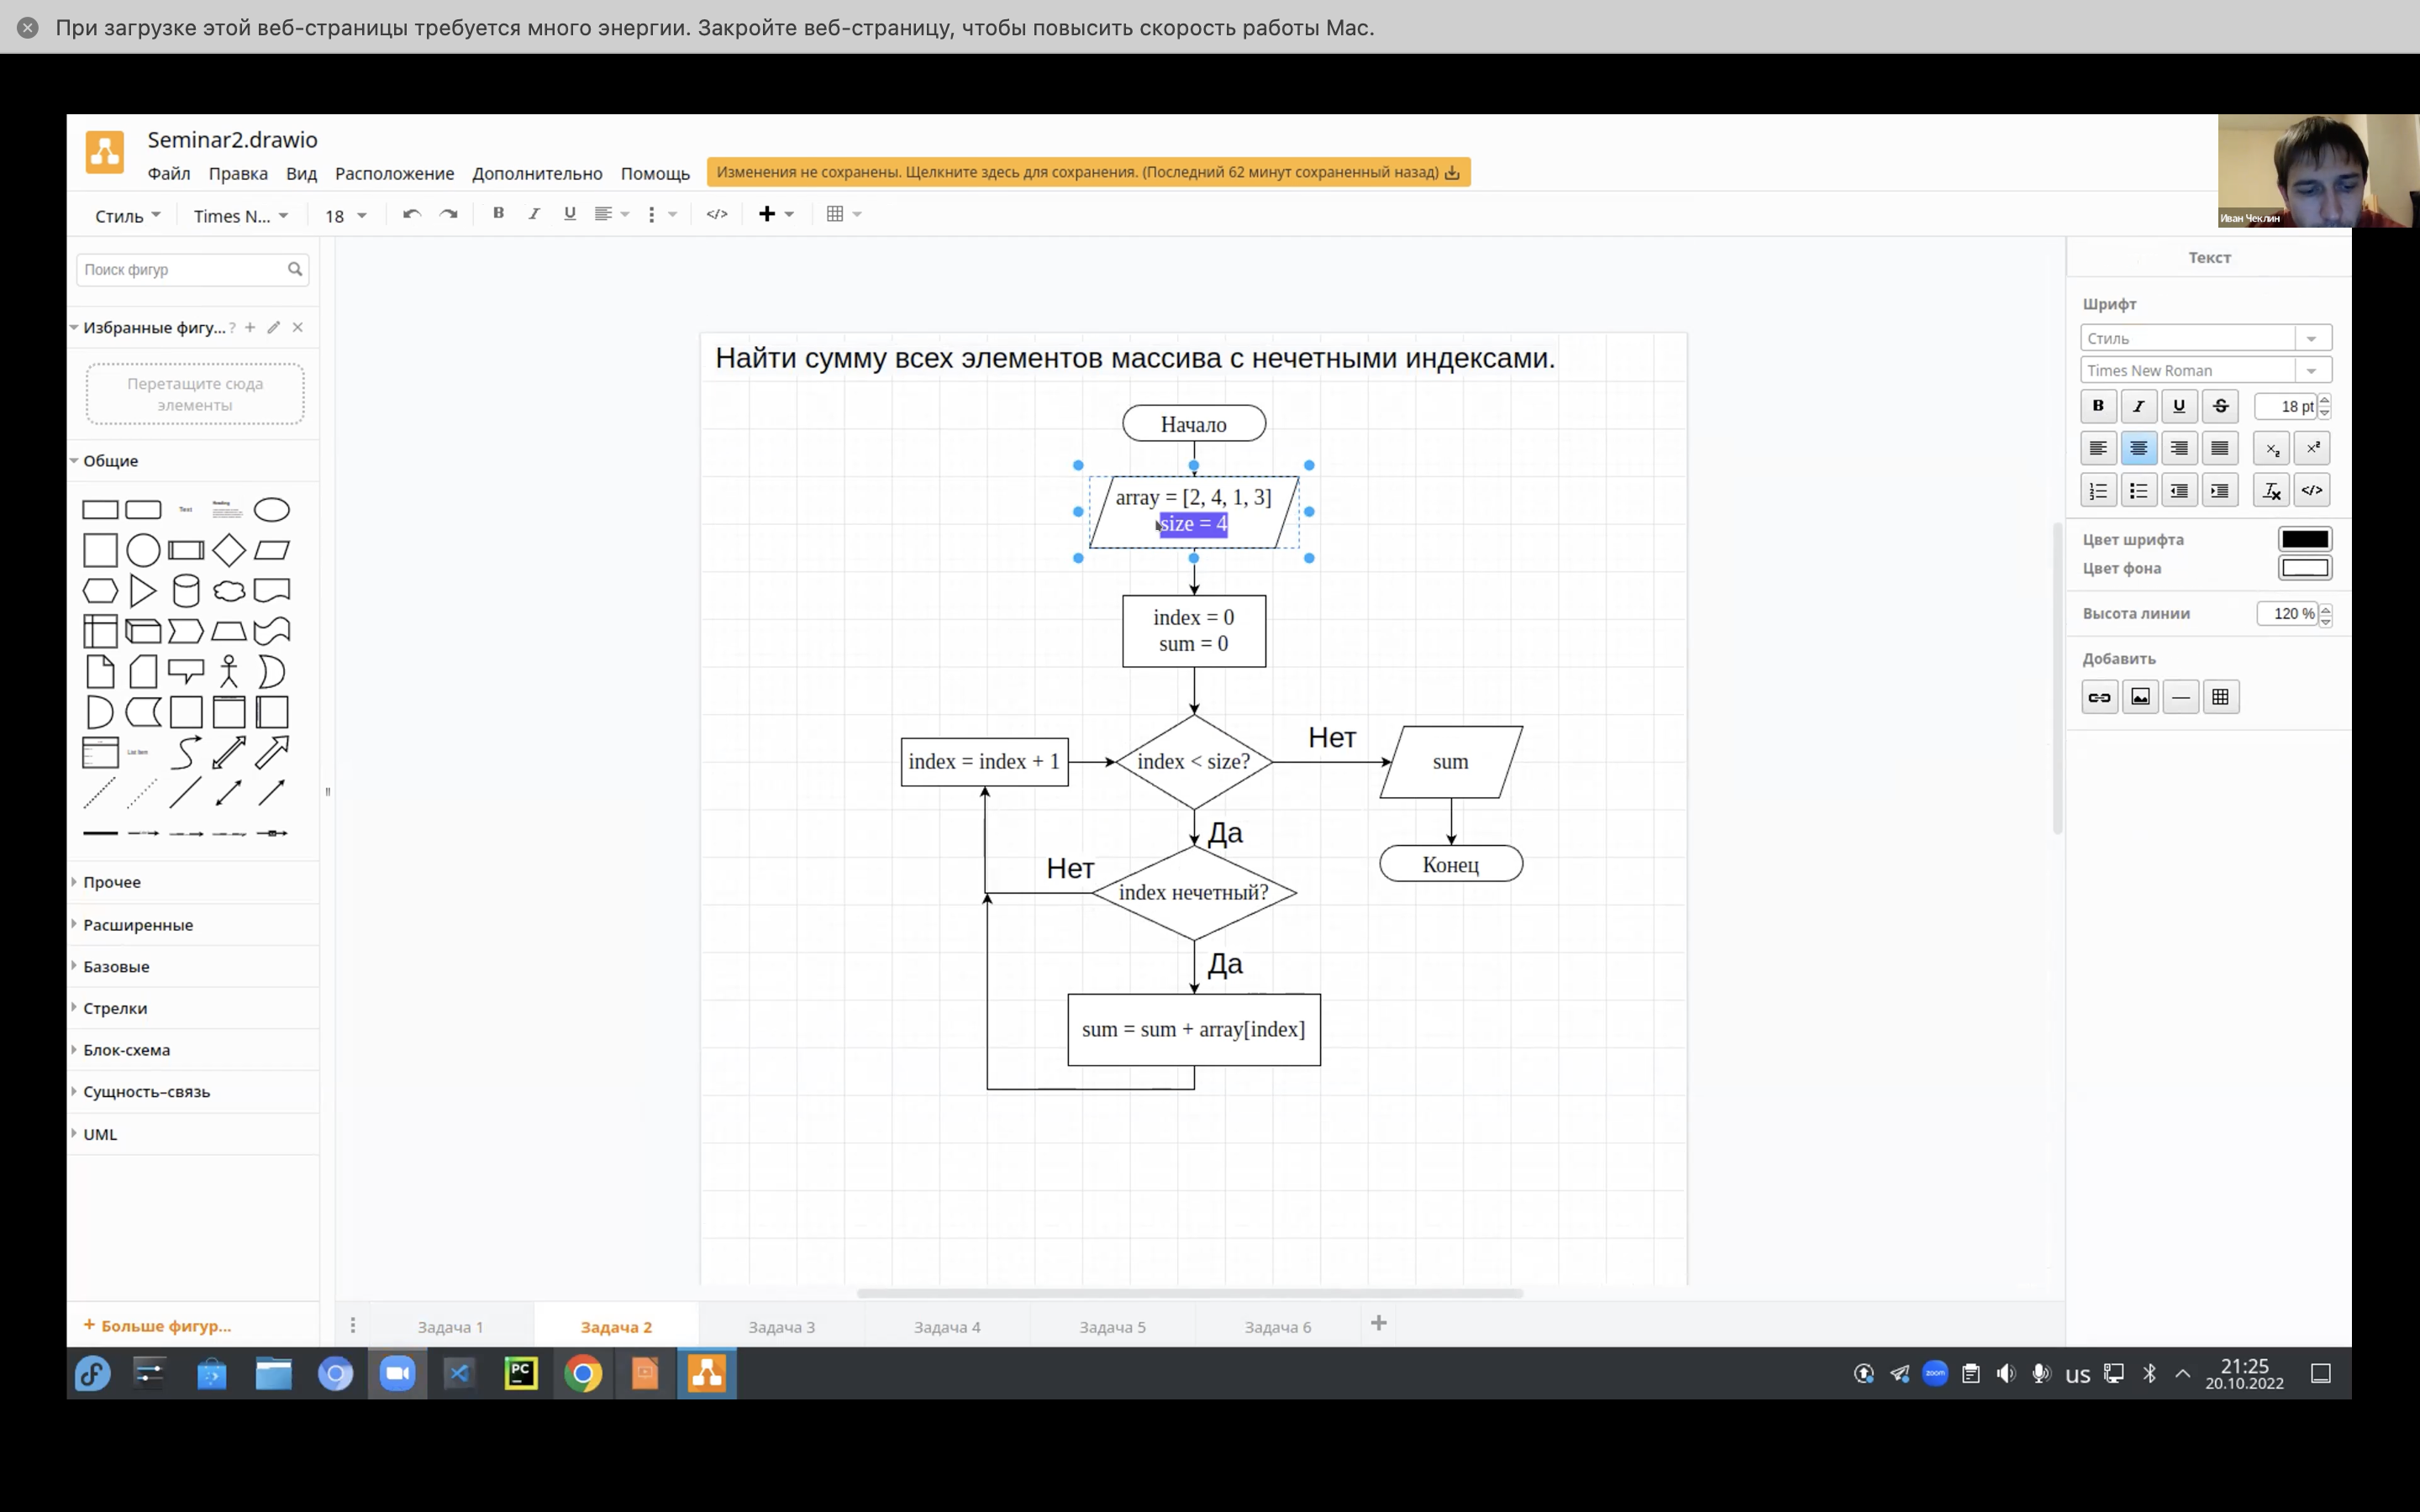 При загрузке этой веб-страницы требуется много энергии. Закройте веб-страницу, чтобы повысить скорость работы Mac.
Seminar2.drawio
Файл Правка Вид Расположение Дополнительно Помощь
Изменения не сохранены. Щелкните здесь для сохранения. (Последний 62 минут сохраненный назад)
Иван Чеклин
Стиль Times N... 18 B I U </>
Поиск фигур
Избранные фигу... ?
Перетащите сюда
элементы
Общие
Text
Heading
List Item
Прочее
Расширенные
Базовые
Стрелки
Блок-схема
Сущность–связь
UML
+ Больше фигур...
Найти сумму всех элементов массива с нечетными индексами.
Начало
array = [2, 4, 1, 3]
size = 4
index = 0
sum = 0
index = index + 1
index < size?
Нет
sum
Да
Конец
Нет
index нечетный?
Да
sum = sum + array[index]
Текст
Шрифт
Стиль
Times New Roman
B I U S 18 pt
Цвет шрифта
Цвет фона
Высота линии 120 %
Добавить
Задача 1 Задача 2 Задача 3 Задача 4 Задача 5 Задача 6
PC
zoom
us
21:25
20.10.2022